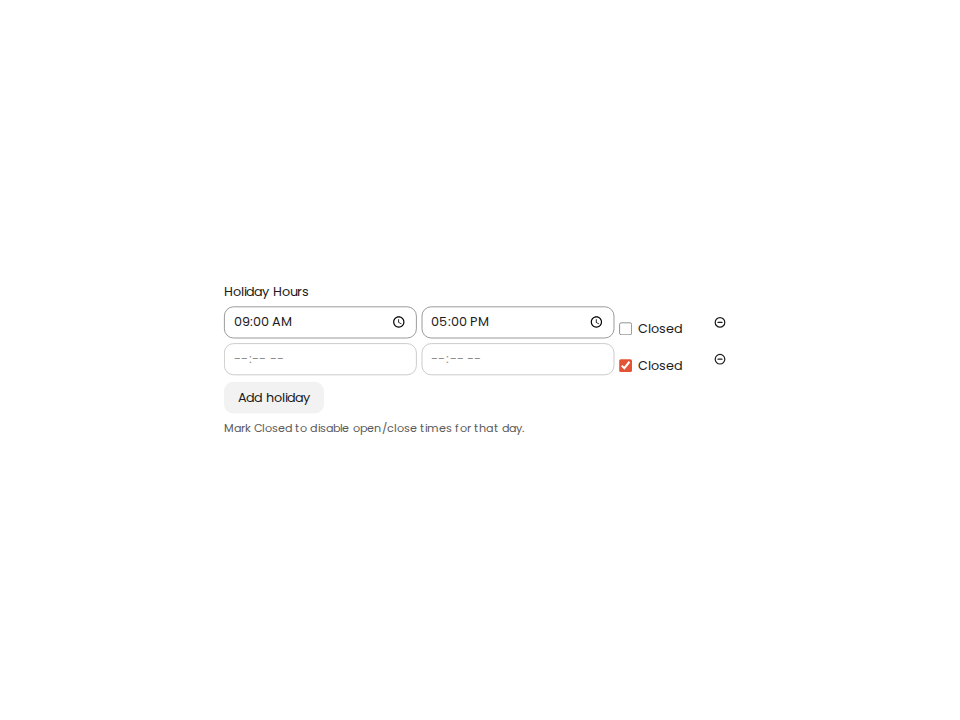 Holiday Hours
09:00 AM 05:00 PM Closed
--:-- -- --:-- -- Closed
Add holiday
Mark Closed to disable open/close times for that day.